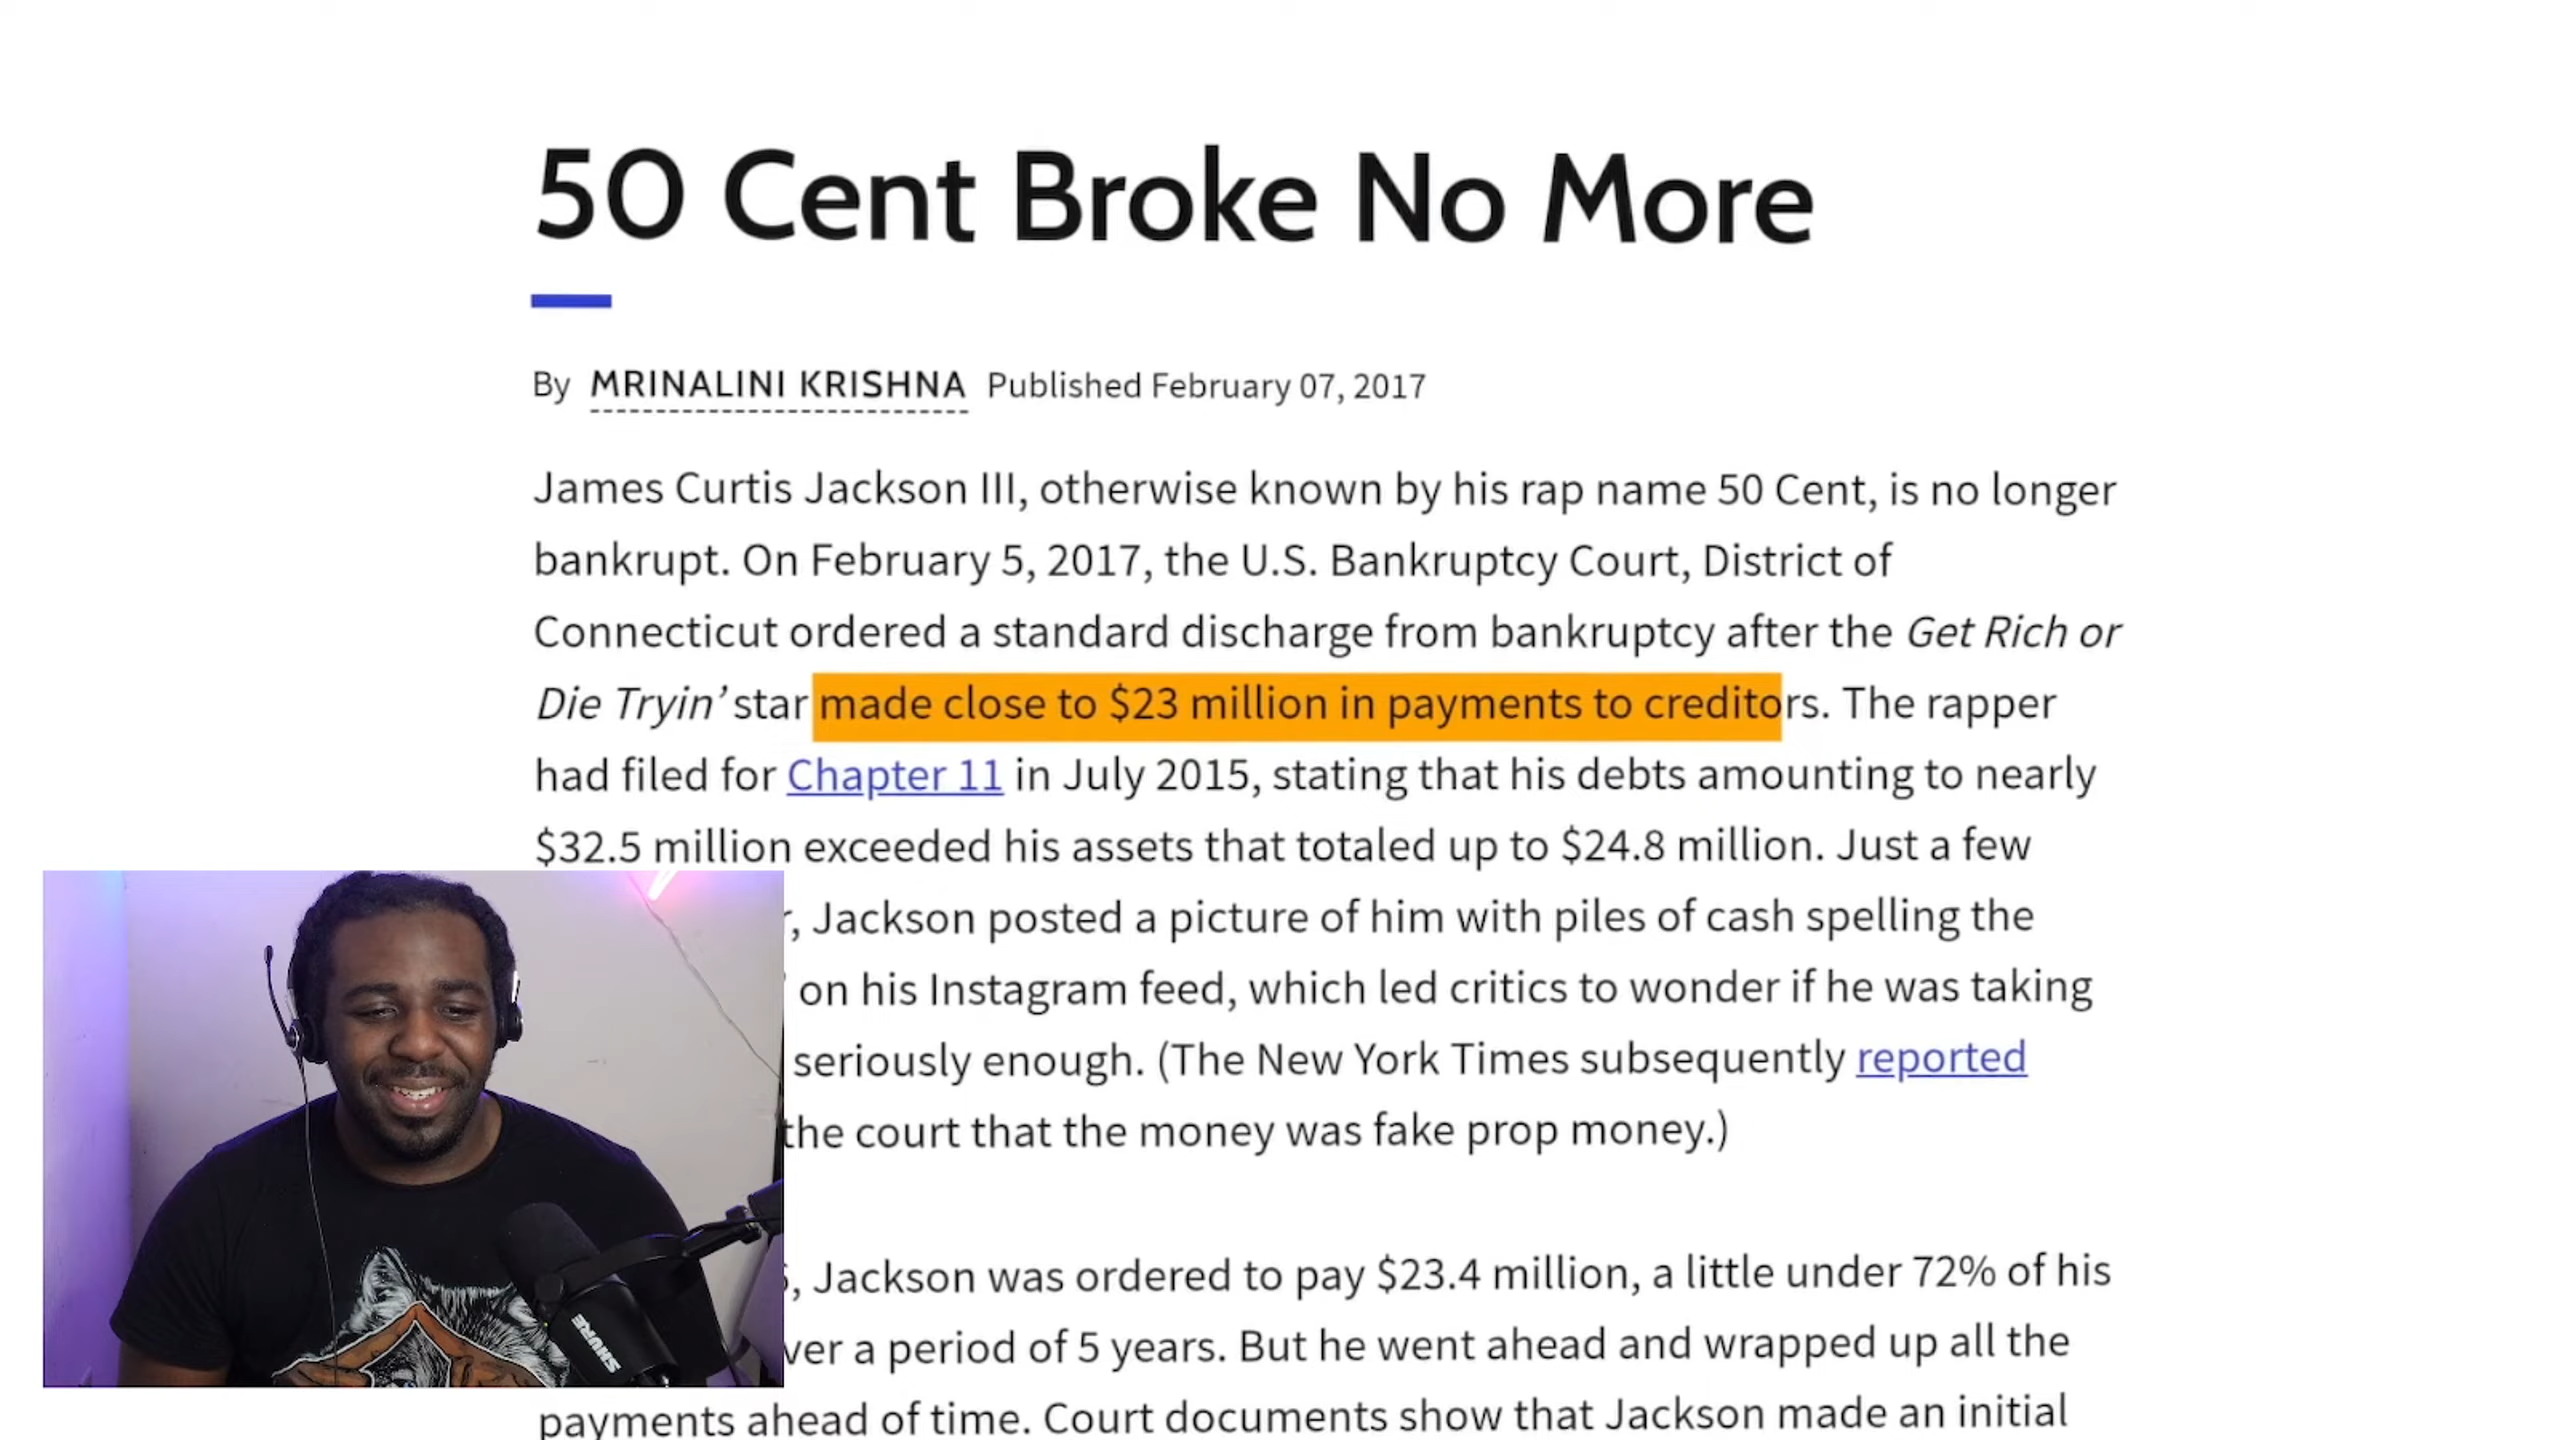 50 Cent Broke No More
By MRINALINI KRISHNA Published February 07, 2017
James Curtis Jackson III, otherwise known by his rap name 50 Cent, is no longer
bankrupt. On February 5, 2017, the U.S. Bankruptcy Court, District of
Connecticut ordered a standard discharge from bankruptcy after the Get Rich or
Die Tryin’ star made close to $23 million in payments to creditors. The rapper
had filed for Chapter 11 in July 2015, stating that his debts amounting to nearly
$32.5 million exceeded his assets that totaled up to $24.8 million. Just a few
, Jackson posted a picture of him with piles of cash spelling the
on his Instagram feed, which led critics to wonder if he was taking
seriously enough. (The New York Times subsequently reported
the court that the money was fake prop money.)
, Jackson was ordered to pay $23.4 million, a little under 72% of his
ver a period of 5 years. But he went ahead and wrapped up all the
payments ahead of time. Court documents show that Jackson made an initial
SHURE